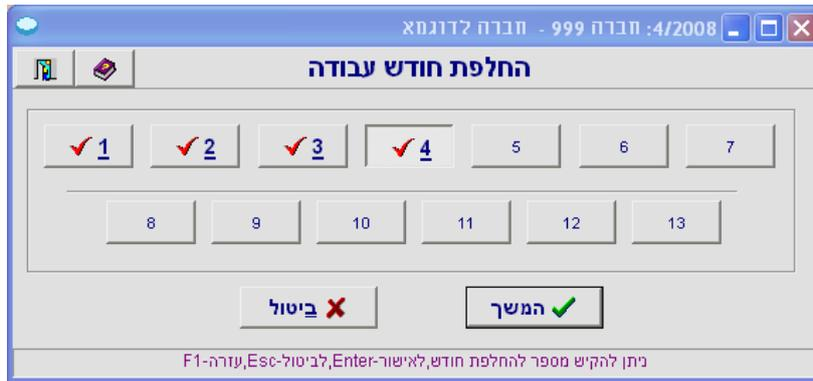 4/2008: חברה 999 - חברה לדוגמא
החלפת חודש עבודה
1 2 3 4 5 6 7
8 9 10 11 12 13
המשך ביטול
ניתן להקיש מספר להחלפת חודש,לאישור-Enter,לביטול-Esc,עזרה-F1